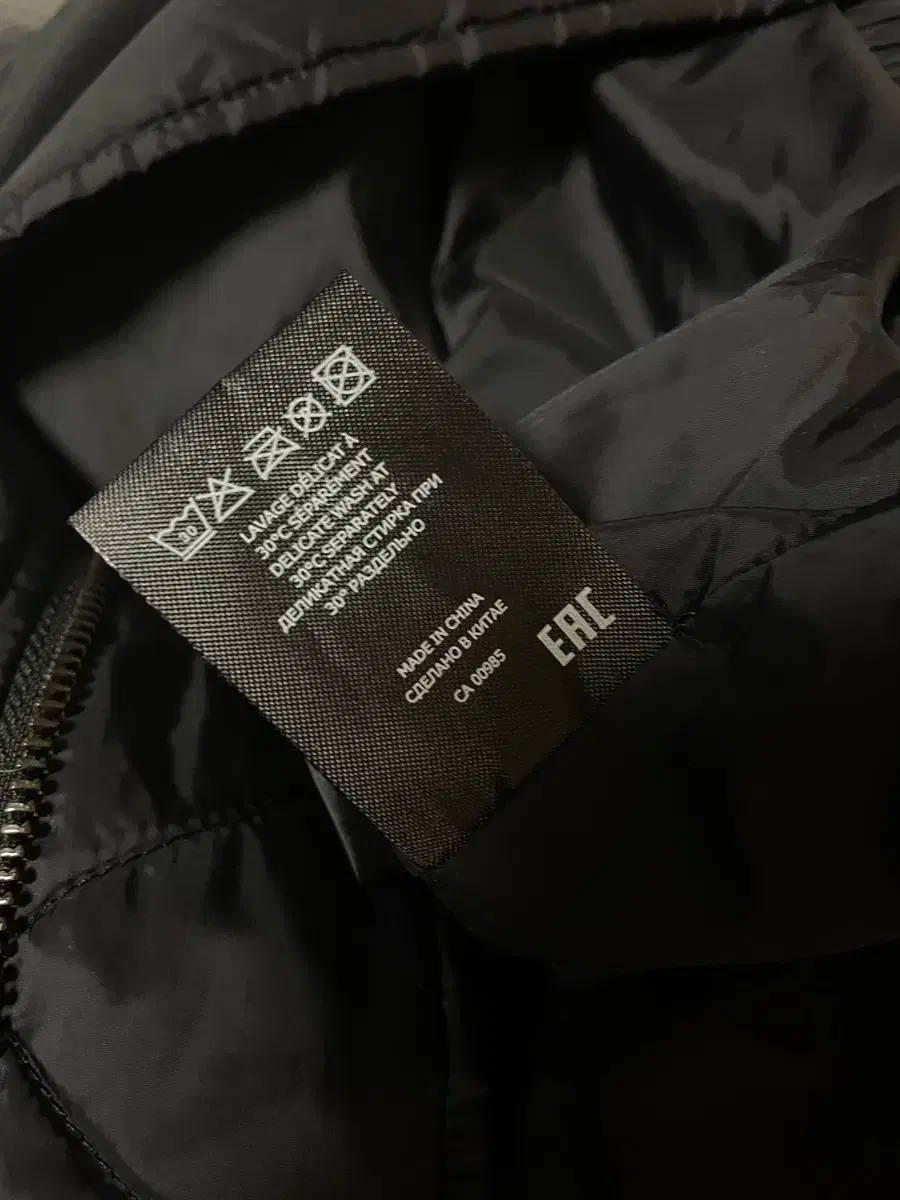 30
LAVAGE DÉLICAT À
30°C SÉPARÉMENT
DELICATE WASH AT
30°C SEPARATELY
ДЕЛИКАТНАЯ СТИРКА ПРИ
30° РАЗДЕЛЬНО
MADE IN CHINA
СДЕЛАНО В КИТАЕ
CA 00985
EAC